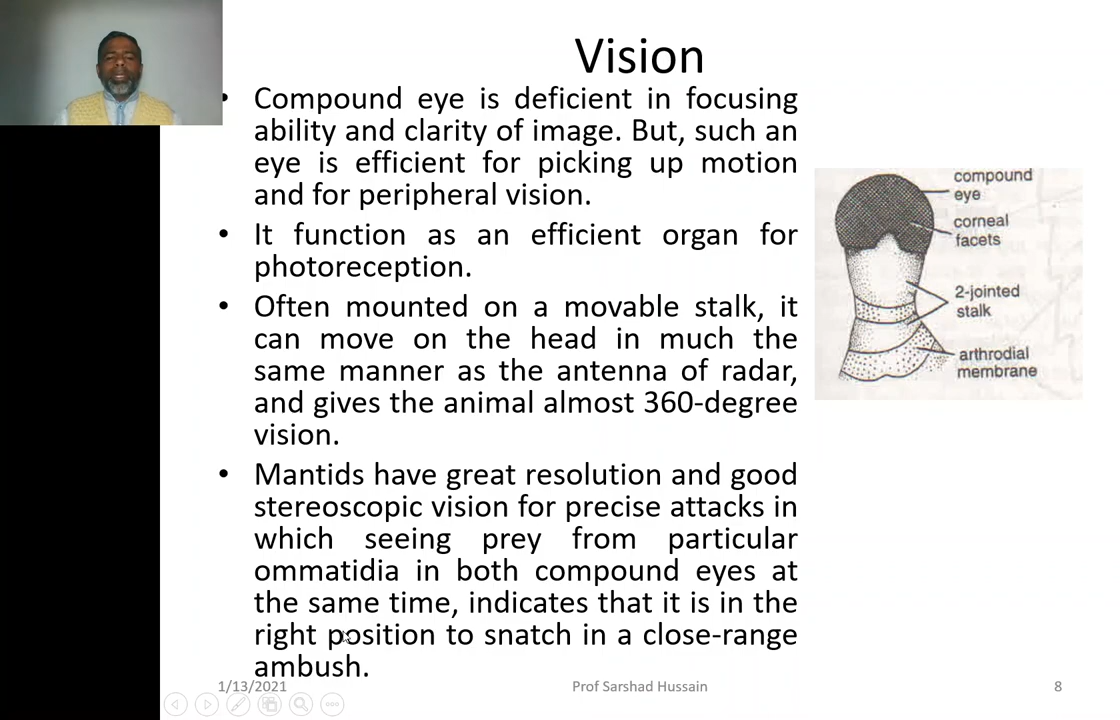 Vision
• Compound eye is deficient in focusing
ability and clarity of image. But, such an
eye is efficient for picking up motion
and for peripheral vision.
• It function as an efficient organ for
photoreception.
• Often mounted on a movable stalk, it
can move on the head in much the
same manner as the antenna of radar,
and gives the animal almost 360-degree
vision.
• Mantids have great resolution and good
stereoscopic vision for precise attacks in
which seeing prey from particular
ommatidia in both compound eyes at
the same time, indicates that it is in the
right position to snatch in a close-range
ambush.
compound
eye
corneal
facets
2-jointed
stalk
arthrodial
membrane
1/13/2021
Prof Sarshad Hussain
8